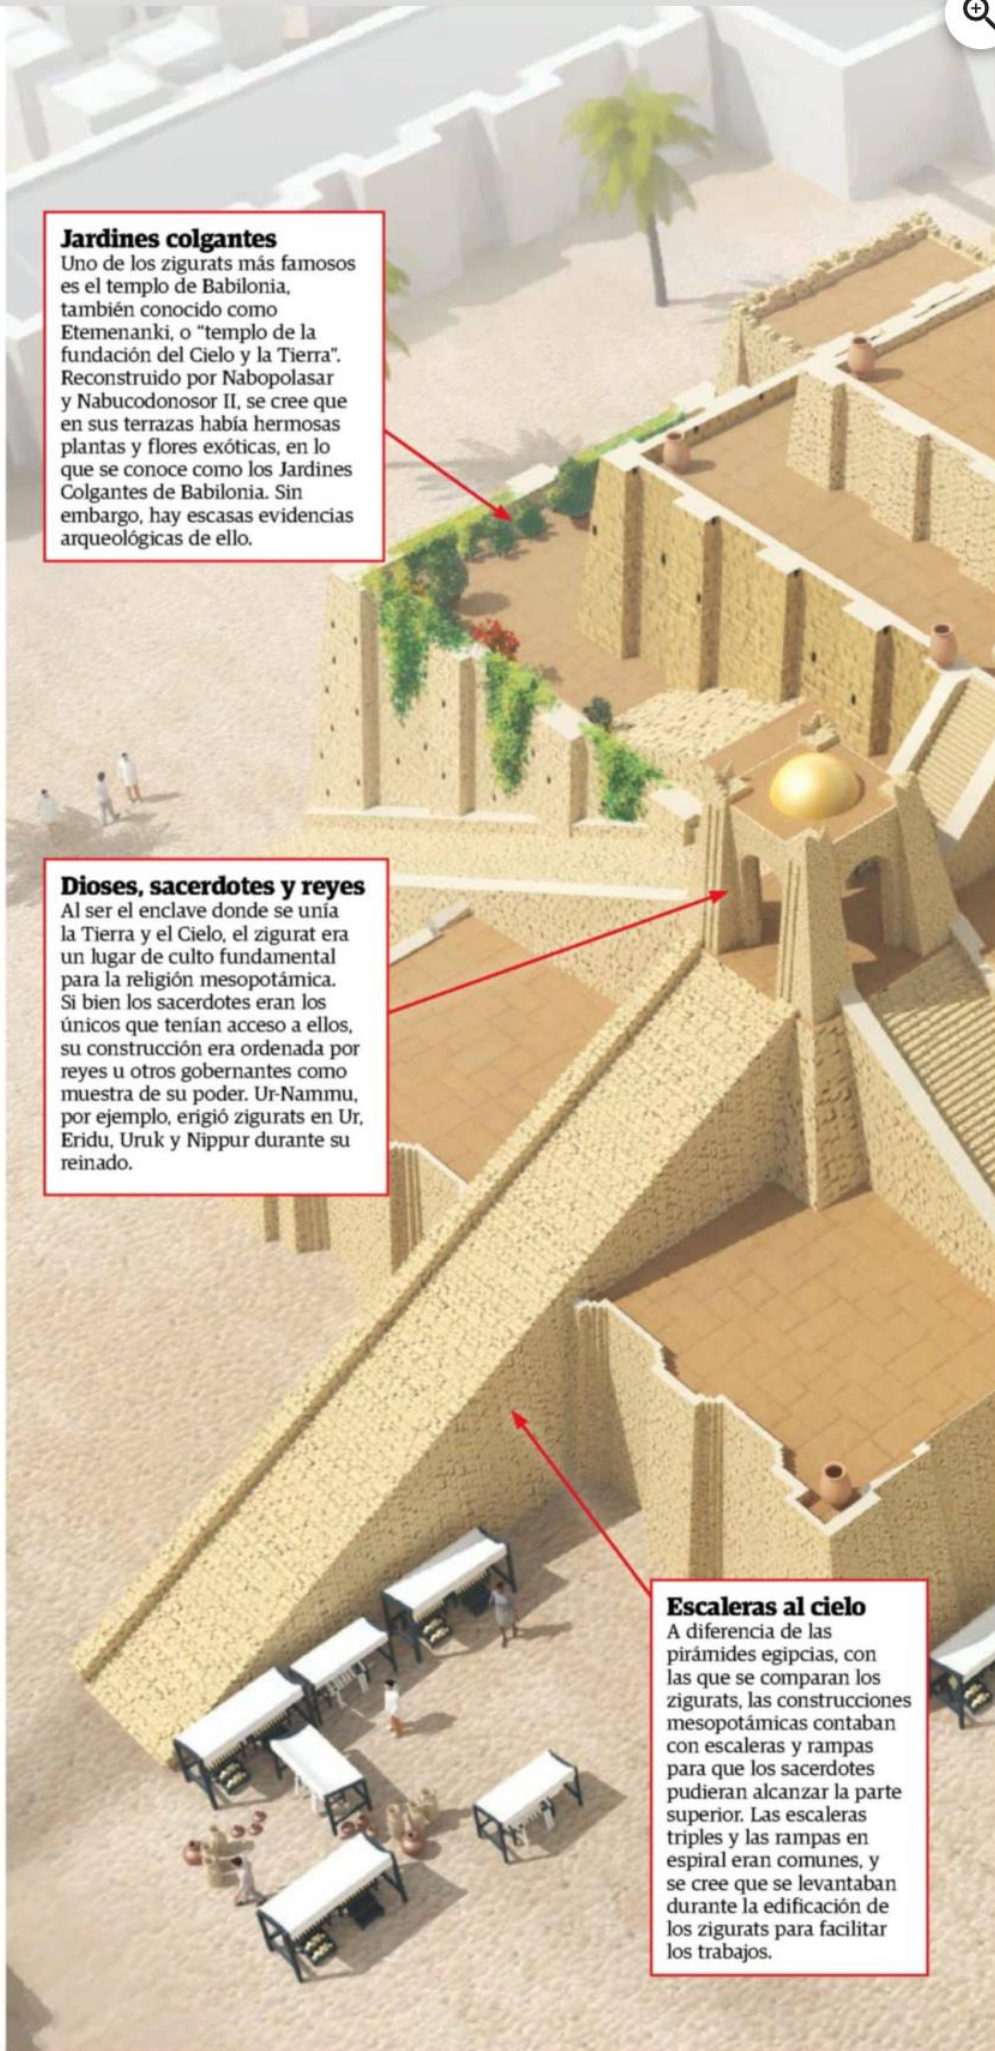 Jardines colgantes
Uno de los zigurats más famosos
es el templo de Babilonia,
también conocido como
Etemenanki, o "templo de la
fundación del Cielo y la Tierra".
Reconstruido por Nabopolasar
y Nabucodonosor II, se cree que
en sus terrazas había hermosas
plantas y flores exóticas, en lo
que se conoce como los Jardines
Colgantes de Babilonia. Sin
embargo, hay escasas evidencias
arqueológicas de ello.
Dioses, sacerdotes y reyes
Al ser el enclave donde se unía
la Tierra y el Cielo, el zigurat era
un lugar de culto fundamental
para la religión mesopotámica.
Si bien los sacerdotes eran los
únicos que tenían acceso a ellos,
su construcción era ordenada por
reyes u otros gobernantes como
muestra de su poder. Ur-Nammu,
por ejemplo, erigió zigurats en Ur,
Eridu, Uruk y Nippur durante su
reinado.
Escaleras al cielo
A diferencia de las
pirámides egipcias, con
las que se comparan los
zigurats, las construcciones
mesopotámicas contaban
con escaleras y rampas
para que los sacerdotes
pudieran alcanzar la parte
superior. Las escaleras
triples y las rampas en
espiral eran comunes, y
se cree que se levantaban
durante la edificación de
los zigurats para facilitar
los trabajos.